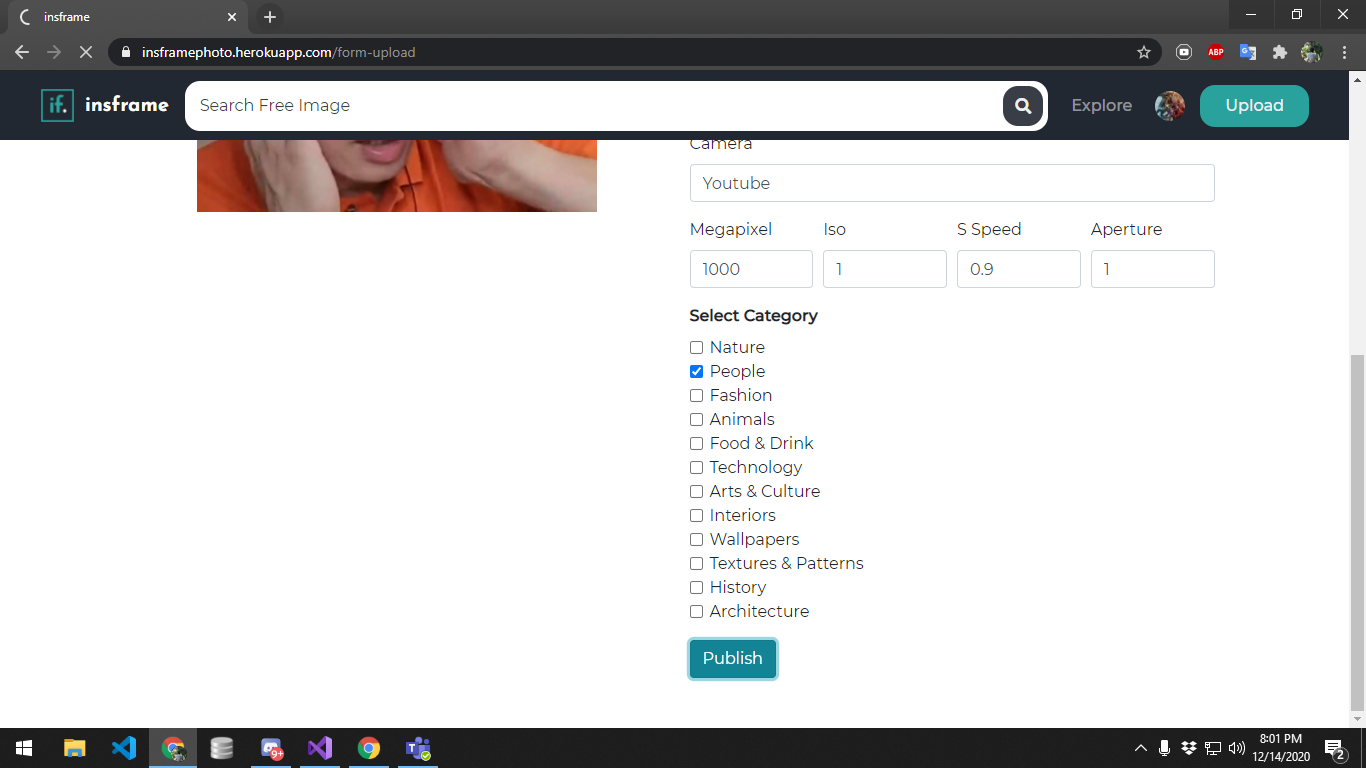 insframe
insframephoto.herokuapp.com/form-upload
ABP
if. insframe
Search Free Image
Explore
Upload
Camera
Youtube
Megapixel Iso S Speed Aperture
1000 1 0.9 1
Select Category
Nature
People
Fashion
Animals
Food & Drink
Technology
Arts & Culture
Interiors
Wallpapers
Textures & Patterns
History
Architecture
Publish
9+
8:01 PM
12/14/2020
2